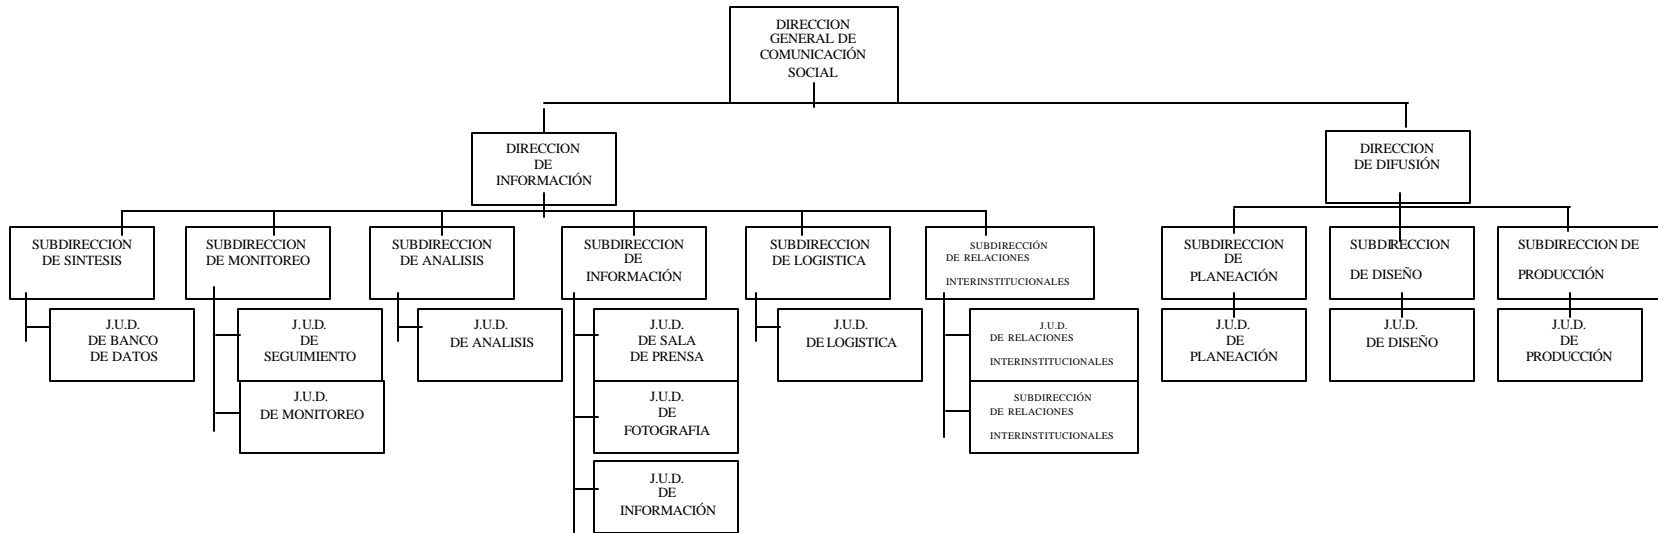 DIRECCION
GENERAL DE
COMUNICACIÓN
SOCIAL
DIRECCION
DE
INFORMACIÓN
DIRECCION
DE DIFUSIÓN
SUBDIRECCION
DE SINTESIS
SUBDIRECCION
DE MONITOREO
SUBDIRECCION
DE ANALISIS
SUBDIRECCION
DE
INFORMACIÓN
SUBDIRECCION
DE LOGISTICA
SUBDIRECCIÓN
DE RELACIONES
INTERINSTITUCIONALES
SUBDIRECCION
DE
PLANEACIÓN
SUBDIRECCION
DE DISEÑO
SUBDIRECCION DE
PRODUCCIÓN
J.U.D.
DE BANCO
DE DATOS
J.U.D.
DE
SEGUIMIENTO
J.U.D.
DE ANALISIS
J.U.D.
DE SALA
DE PRENSA
J.U.D.
DE LOGISTICA
J.U.D.
DE RELACIONES
INTERINSTITUCIONALES
J.U.D.
DE
PLANEACIÓN
J.U.D.
DE DISEÑO
J.U.D.
DE
PRODUCCIÓN
J.U.D.
DE MONITOREO
J.U.D.
DE
FOTOGRAFIA
SUBDIRECCIÓN
DE RELACIONES
INTERINSTITUCIONALES
J.U.D.
DE
INFORMACIÓN